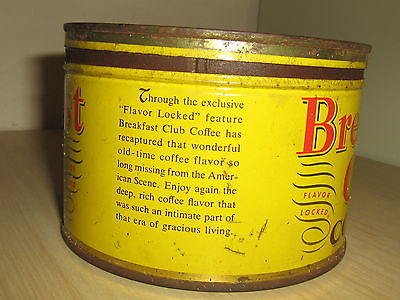 Through the exclusive
"Flavor Locked" feature
Breakfast Club Coffee has
recaptured that wonderful
old-time coffee flavor so
long missing from the Amer-
ican Scene. Enjoy again the
deep, rich coffee flavor that
was such an intimate part of
that era of gracious living.
st
Bre
C
FLAVOR
LOCKED
CO